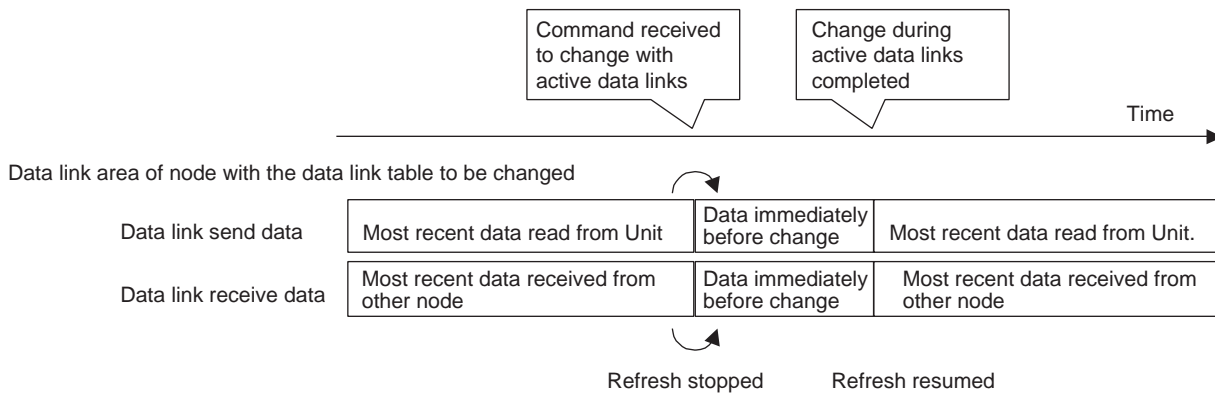 Command received
to change with
active data links
Change during
active data links
completed
Time
Data link area of node with the data link table to be changed
Data link send data
Most recent data read from Unit
Data immediately
before change
Most recent data read from Unit.
Data link receive data
Most recent data received from
other node
Data immediately
before change
Most recent data received from
other node
Refresh stopped
Refresh resumed